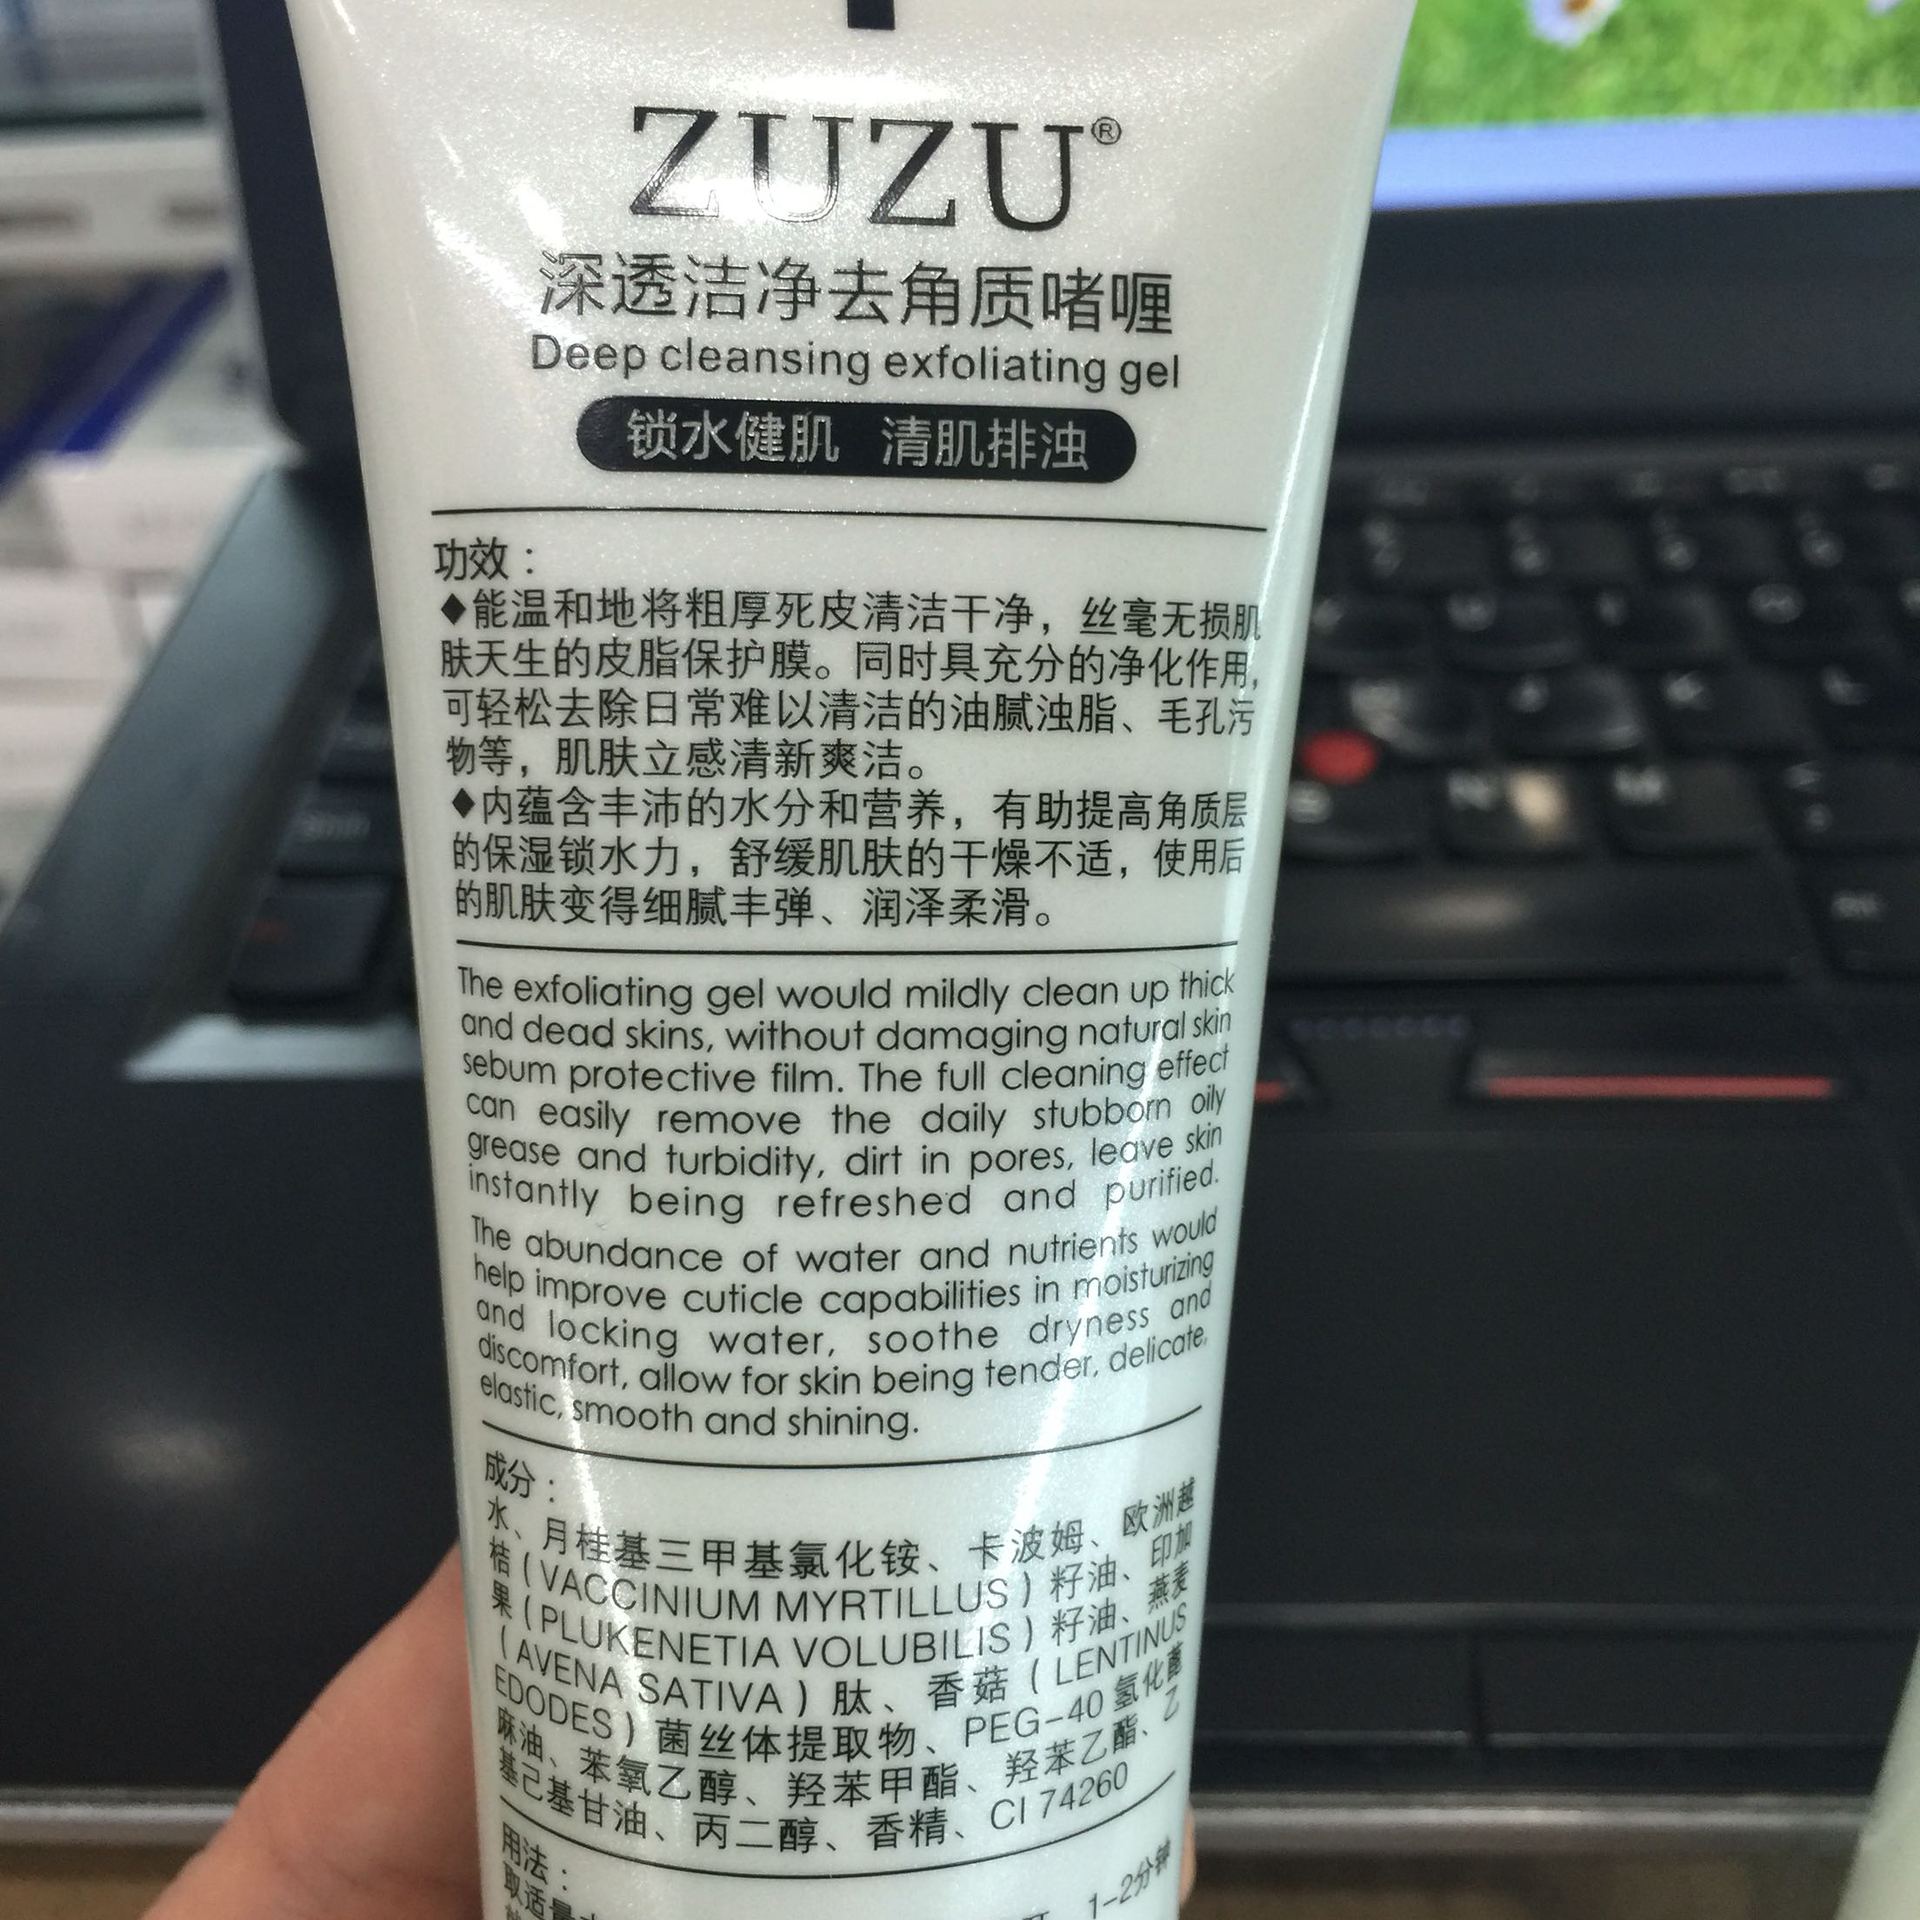 ZUZU®
深透洁净去角质啫喱
Deep cleansing exfoliating gel
锁水健肌 清肌排浊
功效：
◆能温和地将粗厚死皮清洁干净，丝毫无损肌
肤天生的皮脂保护膜。同时具充分的净化作用，
可轻松去除日常难以清洁的油腻浊脂、毛孔污
物等，肌肤立感清新爽洁。
◆内蕴含丰沛的水分和营养，有助提高角质层
的保湿锁水力，舒缓肌肤的干燥不适，使用后
的肌肤变得细腻丰弹、润泽柔滑。
The exfoliating gel would mildly clean up thick
and dead skins, without damaging natural skin
sebum protective film. The full cleaning effect
can easily remove the daily stubborn oily
grease and turbidity, dirt in pores, leave skin
instantly being refreshed and purified.
The abundance of water and nutrients would
help improve cuticle capabilities in moisturizing
and locking water, soothe dryness and
discomfort, allow for skin being tender, delicate,
elastic, smooth and shining.
成分：
水、月桂基三甲基氯化铵、卡波姆、欧洲越
桔（VACCINIUM MYRTILLUS）籽油、印加
果（PLUKENETIA VOLUBILIS）籽油、燕麦
（AVENA SATIVA）肽、香菇（LENTINUS
EDODES）菌丝体提取物、PEG-40 氢化蓖
麻油、苯氧乙醇、羟苯甲酯、羟苯乙酯、乙
基己基甘油、丙二醇、香精、CI 74260
用法：
取适量 1-2分钟